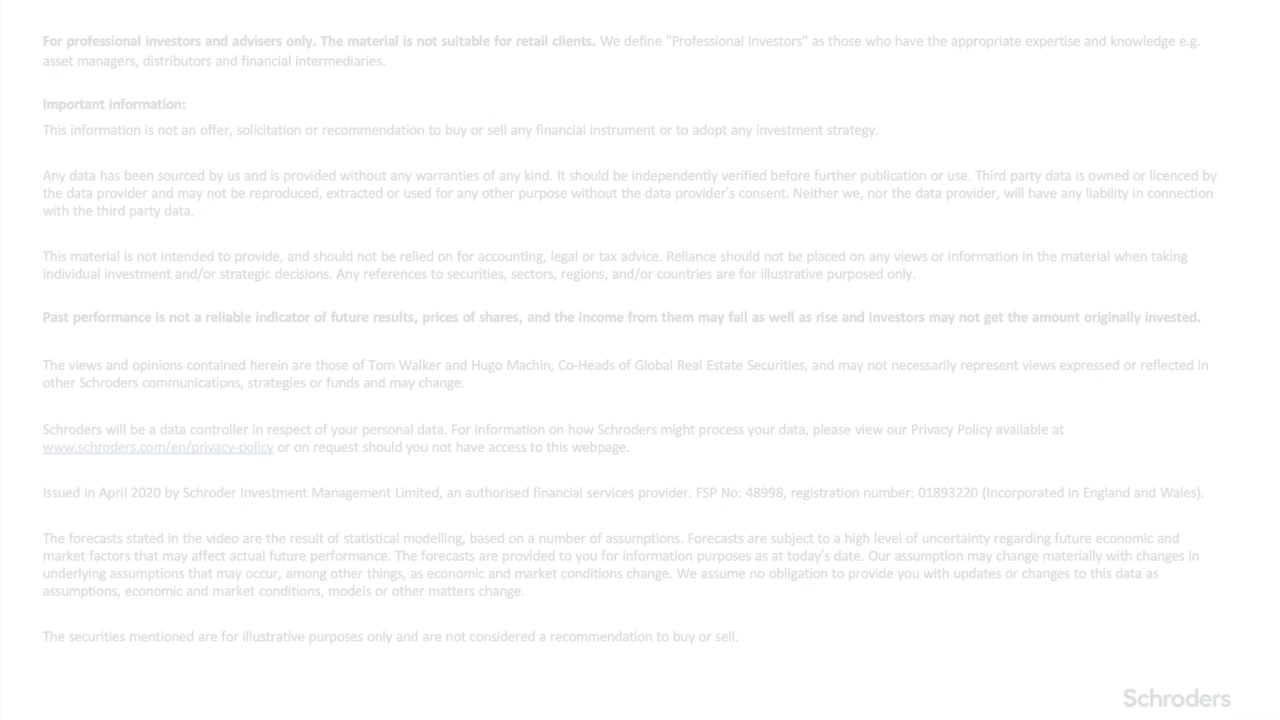 For professional investors and advisers only. The material is not suitable for retail clients. We define "Professional Investors" as those who have the appropriate expertise and knowledge e.g.
asset managers, distributors and financial intermediaries.
Important information:
This information is not an offer, solicitation or recommendation to buy or sell any financial instrument or to adopt any investment strategy.
Any data has been sourced by us and is provided without any warranties of any kind. It should be independently verified before further publication or use. Third party data is owned or licenced by
the data provider and may not be reproduced, extracted or used for any other purpose without the data provider's consent. Neither we, nor the data provider, will have any liability in connection
with the third party data.
This material is not intended to provide, and should not be relied on for accounting, legal or tax advice. Reliance should not be placed on any views or information in the material when taking
individual investment and/or strategic decisions. Any references to securities, sectors, regions, and/or countries are for illustrative purposed only.
Past performance is not a reliable indicator of future results, prices of shares, and the income from them may fall as well as rise and investors may not get the amount originally invested.
The views and opinions contained herein are those of Tom Walker and Hugo Machin, Co-Heads of Global Real Estate Securities, and may not necessarily represent views expressed or reflected in
other Schroders communications, strategies or funds and may change.
Schroders will be a data controller in respect of your personal data. For information on how Schroders might process your data, please view our Privacy Policy available at
www.schroders.com/en/privacy-policy or on request should you not have access to this webpage.
Issued in April 2020 by Schroder Investment Management Limited, an authorised financial services provider. FSP No: 48998, registration number: 01893220 (Incorporated in England and Wales).
The forecasts stated in the video are the result of statistical modelling, based on a number of assumptions. Forecasts are subject to a high level of uncertainty regarding future economic and
market factors that may affect actual future performance. The forecasts are provided to you for information purposes as at today's date. Our assumption may change materially with changes in
underlying assumptions that may occur, among other things, as economic and market conditions change. We assume no obligation to provide you with updates or changes to this data as
assumptions, economic and market conditions, models or other matters change.
The securities mentioned are for illustrative purposes only and are not considered a recommendation to buy or sell.
Schroders